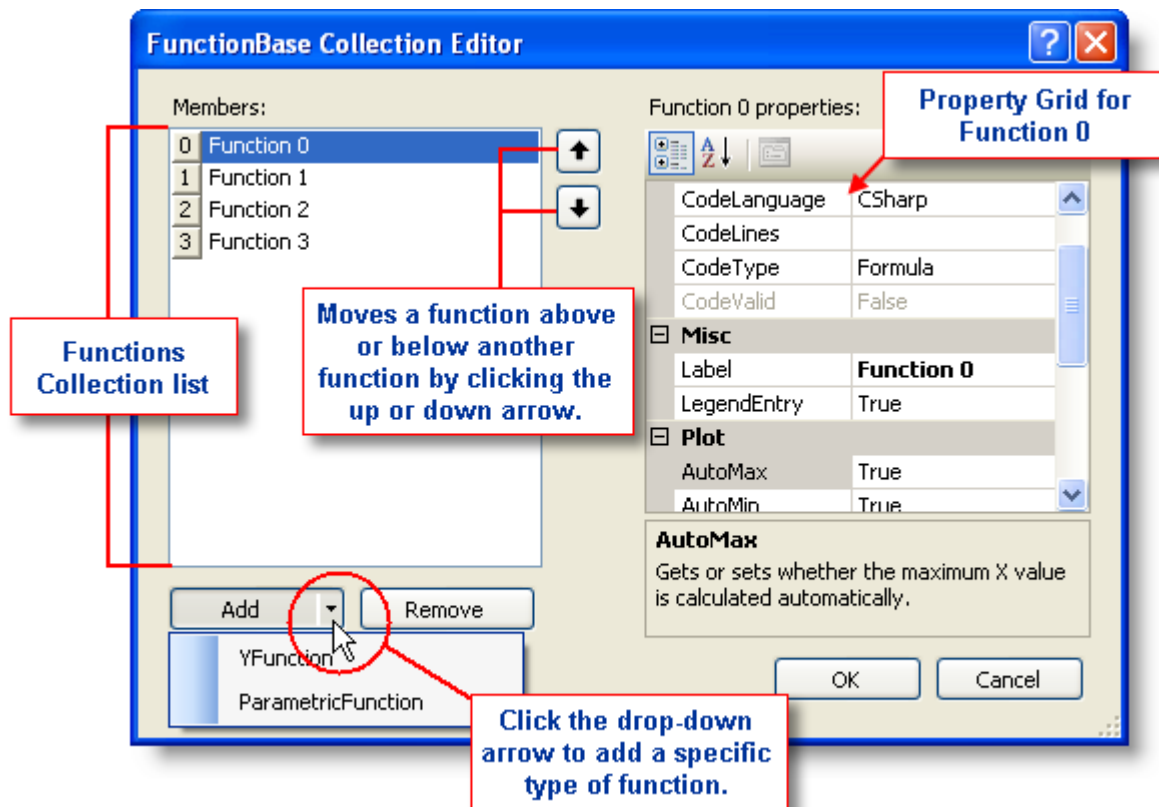 FunctionBase Collection Editor
Members:
0 Function 0
1 Function 1
2 Function 2
3 Function 3
Functions
Collection list
Moves a function above
or below another
function by clicking the
up or down arrow.
Function 0 properties:
Property Grid for
Function 0
A
Z
CodeLanguage CSharp
CodeLines
CodeType Formula
CodeValid False
Misc
Label Function 0
LegendEntry True
Plot
AutoMax True
AutoMin True
AutoMax
Gets or sets whether the maximum X value
is calculated automatically.
Add Remove
YFunction
ParametricFunction
Click the drop-down
arrow to add a specific
type of function.
OK Cancel